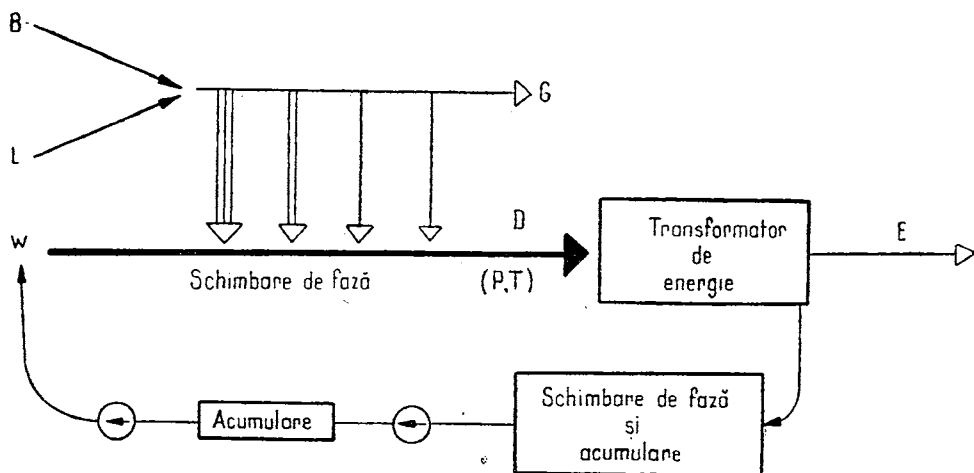 B
G
L
W
D
E
Schimbare de fază
(P,T)
Transformator
de
energie
Acumulare
Schimbare de fază
și
acumulare